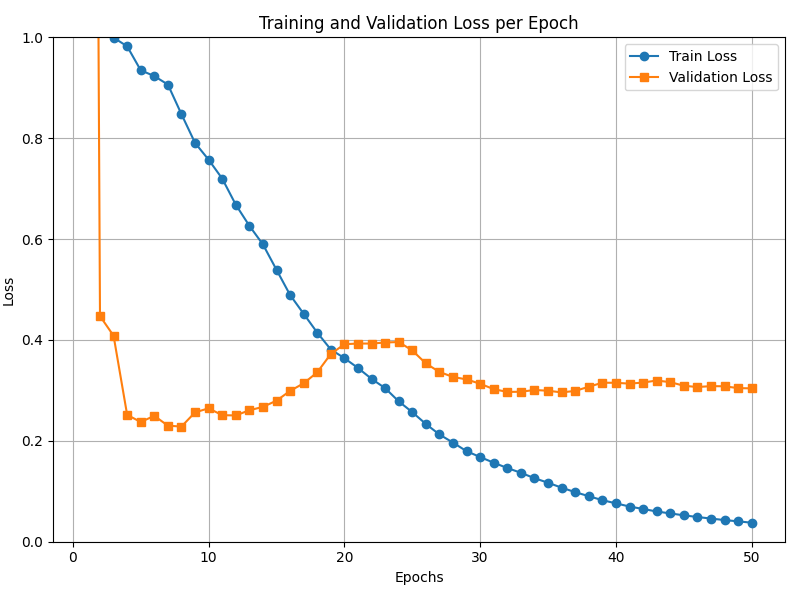 Training and Validation Loss per Epoch
Train Loss
Validation Loss
1.0
0.8
0.6
0.4
0.2
0.0
Loss
0 10 20 30 40 50
Epochs